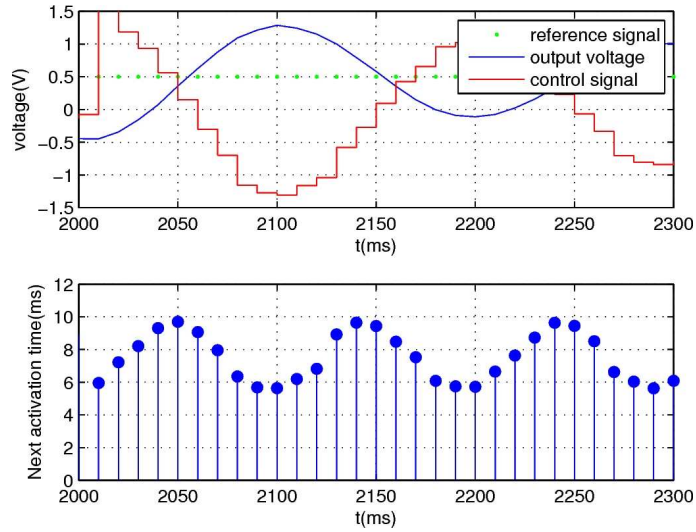 1.5
1
0.5
0
−0.5
−1
−1.5
voltage(V)
reference signal
output voltage
control signal
2000 2050 2100 2150 2200 2250 2300
t(ms)
12
10
8
6
4
2
0
Next activation time(ms)
2000 2050 2100 2150 2200 2250 2300
t(ms)